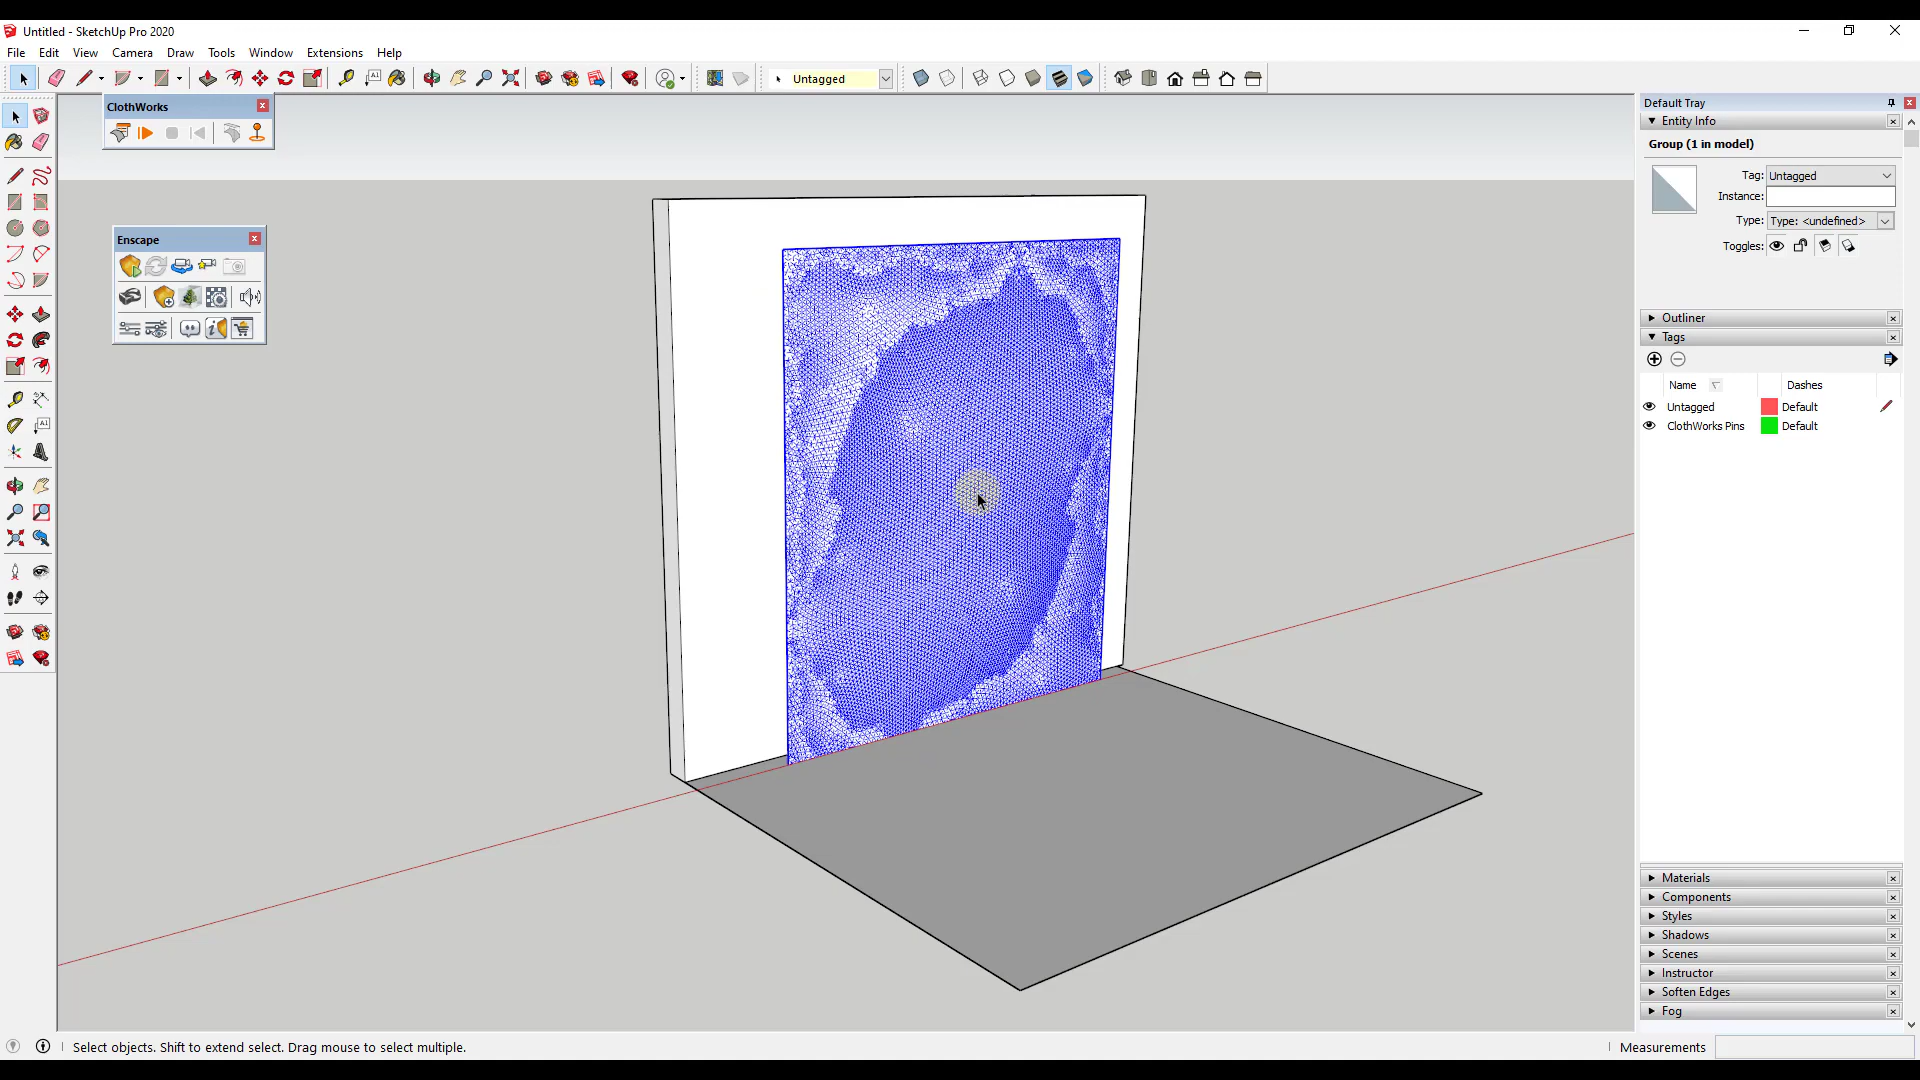 Untitled - SketchUp Pro 2020
File Edit View Camera Draw Tools Window Extensions Help
Untagged
ClothWorks
Enscape
Default Tray
Entity Info
Group (1 in model)
Tag: Untagged
Instance:
Type: Type: <undefined>
Toggles:
Outliner
Tags
Name Dashes
Untagged Default
ClothWorks Pins Default
Materials
Components
Styles
Shadows
Scenes
Instructor
Soften Edges
Fog
Select objects. Shift to extend select. Drag mouse to select multiple.
Measurements